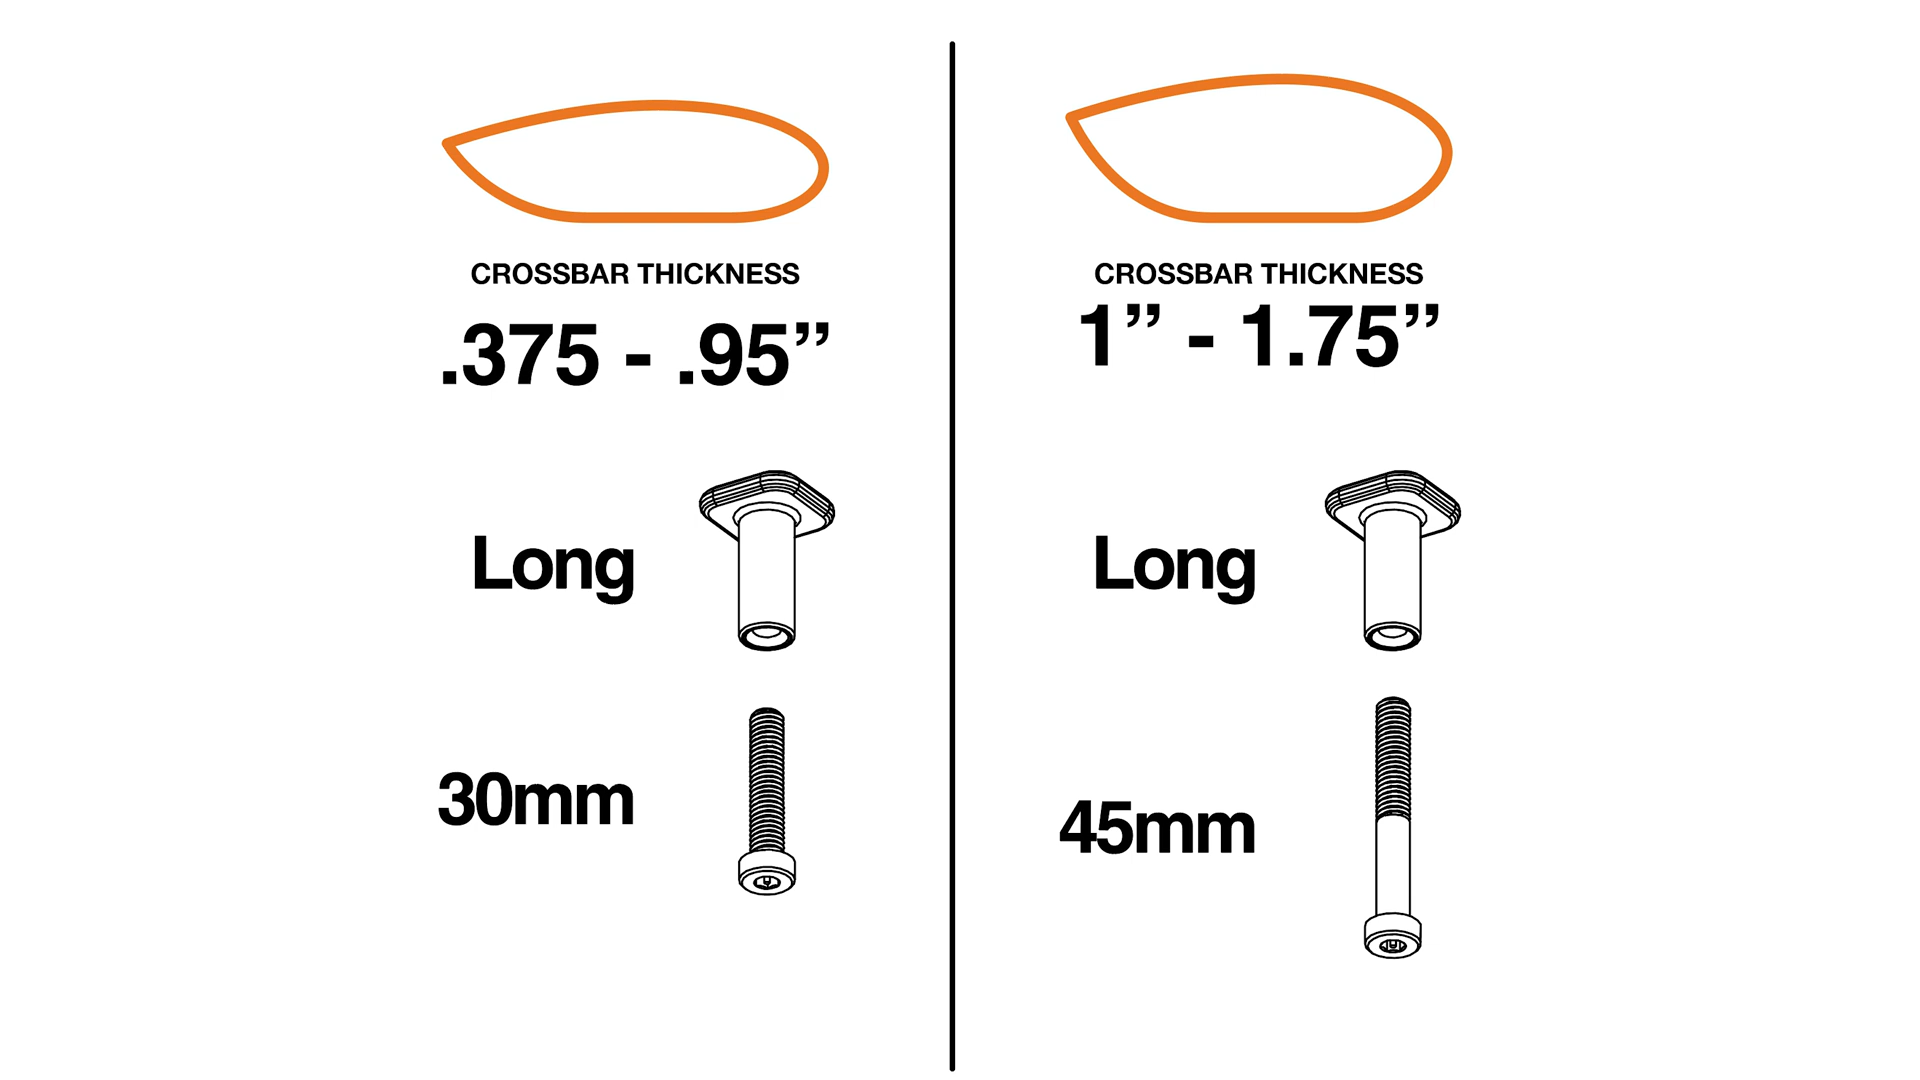 CROSSBAR THICKNESS
.375 - .95”
Long
30mm
CROSSBAR THICKNESS
1” - 1.75”
Long
45mm